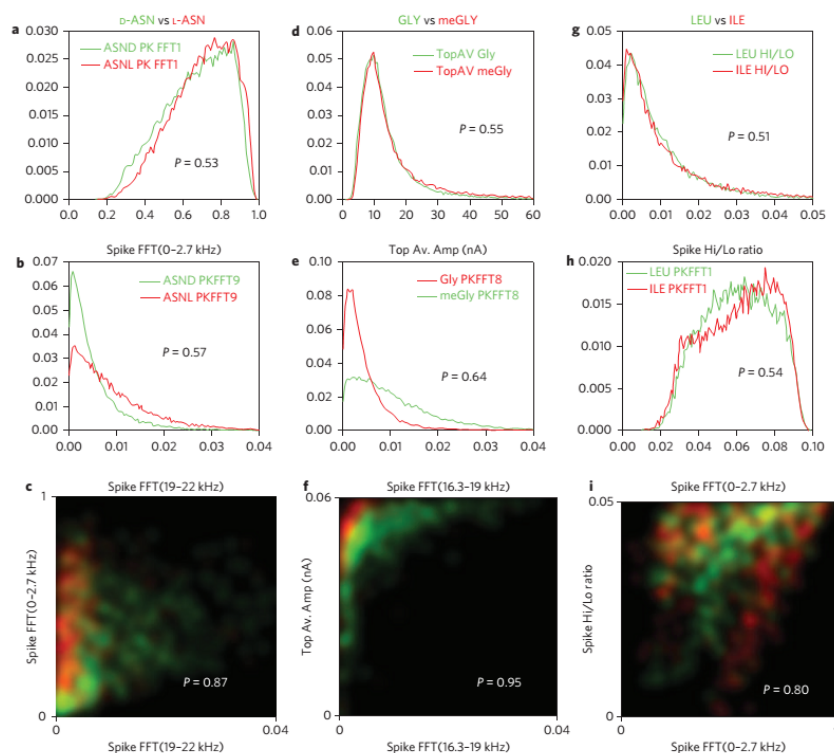 D-ASN vs L-ASN
a
0.030
0.025
0.020
0.015
0.010
0.005
0.000
ASND PK FFT1
ASNL PK FFT1
P = 0.53
0.0 0.2 0.4 0.6 0.8 1.0
Spike FFT(0–2.7 kHz)
GLY vs meGLY
d
0.06
0.05
0.04
0.03
0.02
0.01
0.00
TopAV Gly
TopAV meGly
P = 0.55
0 10 20 30 40 50 60
Top Av. Amp (nA)
LEU vs ILE
g
0.05
0.04
0.03
0.02
0.01
0.00
LEU HI/LO
ILE HI/LO
P = 0.51
0.00 0.01 0.02 0.03 0.04 0.05
Spike Hi/Lo ratio
b
0.07
0.06
0.05
0.04
0.03
0.02
0.01
0.00
ASND PKFFT9
ASNL PKFFT9
P = 0.57
0.00 0.01 0.02 0.03 0.04
Spike FFT(19–22 kHz)
e
0.10
0.08
0.06
0.04
0.02
0.00
Gly PKFFT8
meGly PKFFT8
P = 0.64
0.00 0.01 0.02 0.03 0.04
Spike FFT(16.3–19 kHz)
h
0.020
0.015
0.010
0.005
0.000
LEU PKFFT1
ILE PKFFT1
P = 0.54
0.00 0.02 0.04 0.06 0.08 0.10
Spike FFT(0–2.7 kHz)
c
1
Spike FFT(0–2.7 kHz)
0
P = 0.87
0 0.04
Spike FFT(19–22 kHz)
f
0.06
Top Av. Amp (nA)
0
P = 0.95
0 0.04
Spike FFT(16.3–19 kHz)
i
0.05
Spike Hi/Lo ratio
0
P = 0.80
0.00 0.10
Spike FFT(0–2.7 kHz)